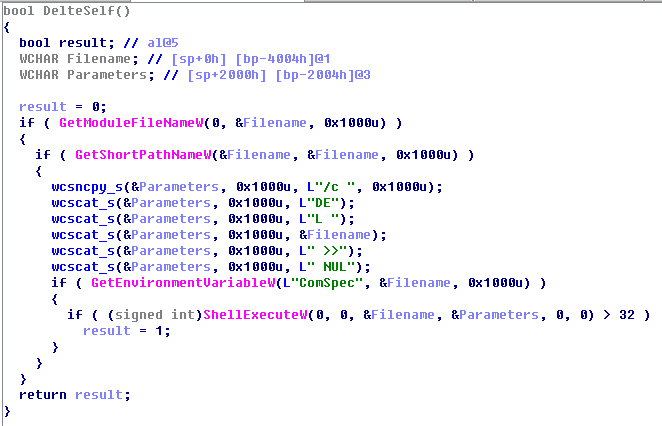 bool DelteSelf()
{
  bool result; // al@5
  WCHAR Filename; // [sp+0h] [bp-4004h]@1
  WCHAR Parameters; // [sp+2000h] [bp-2004h]@3

  result = 0;
  if ( GetModuleFileNameW(0, &Filename, 0x1000u) )
  {
    if ( GetShortPathNameW(&Filename, &Filename, 0x1000u) )
    {
      wcsncpy_s(&Parameters, 0x1000u, L"/c ", 0x1000u);
      wcscat_s(&Parameters, 0x1000u, L"DE");
      wcscat_s(&Parameters, 0x1000u, L"L ");
      wcscat_s(&Parameters, 0x1000u, &Filename);
      wcscat_s(&Parameters, 0x1000u, L" >>");
      wcscat_s(&Parameters, 0x1000u, L" NUL");
      if ( GetEnvironmentVariableW(L"ComSpec", &Filename, 0x1000u) )
      {
        if ( (signed int)ShellExecuteW(0, 0, &Filename, &Parameters, 0, 0) > 32 )
          result = 1;
      }
    }
  }
  return result;
}